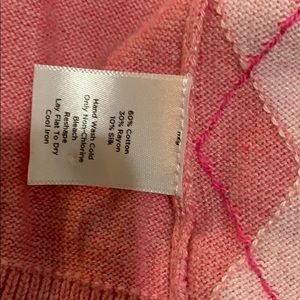 60% Cotton
30% Rayon
10% Silk
Hand Wash Cold
Only Non-Chlorine
Bleach
Reshape
Lay Flat To Dry
Cool Iron